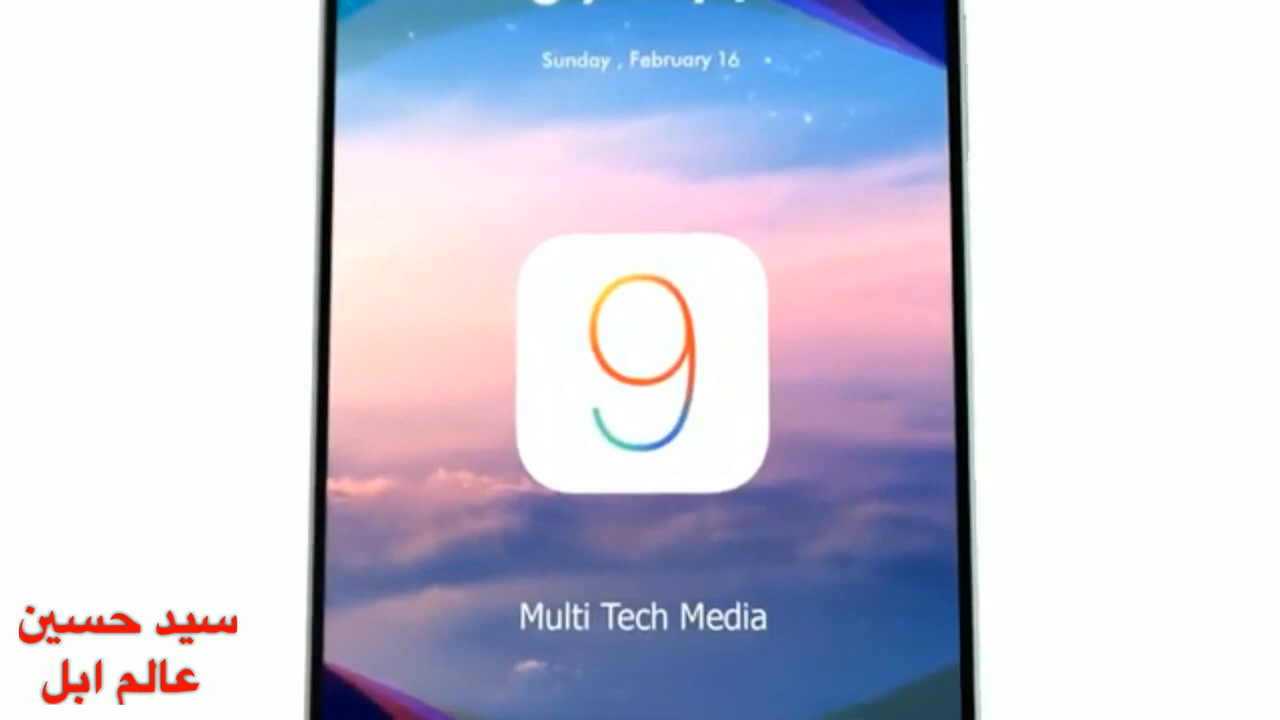 Sunday , February 16
9
Multi Tech Media
سيد حسين
عالم ابل